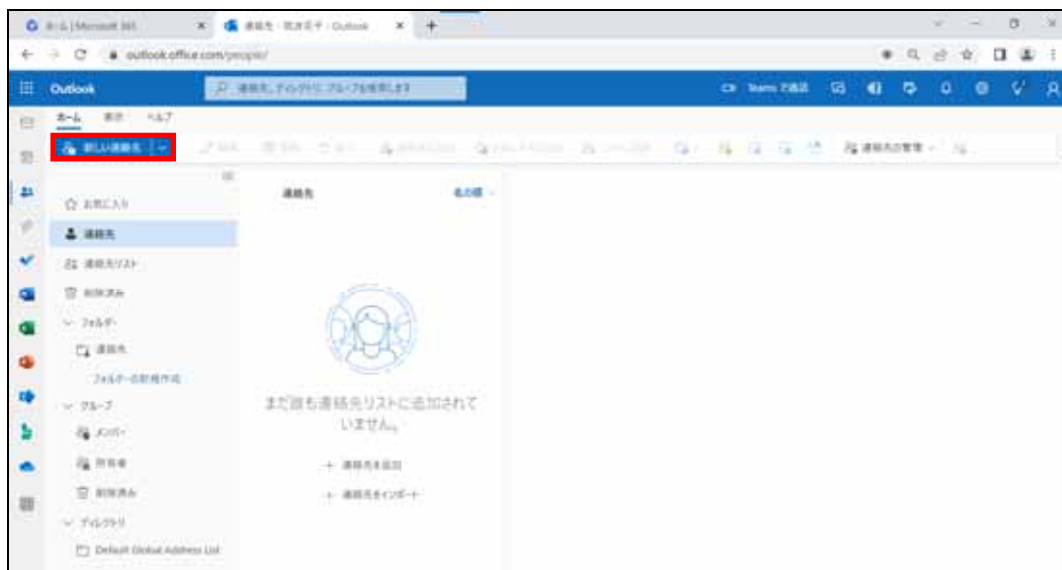 ホーム | Microsoft 365
連絡先 - 筑波花子 - Outlook
outlook.office.com/people/
Outlook
連絡先、ディレクトリ、グループを検索します
Teams で通話
ホーム 表示 ヘルプ
新しい連絡先
連絡先の管理
お気に入り
連絡先
連絡先リスト
削除済み
フォルダー
連絡先
フォルダーの新規作成
グループ
メンバー
所有者
削除済み
ディレクトリ
Default Global Address List
連絡先
名の順
まだ誰も連絡先リストに追加されて
いません。
+ 連絡先を追加
+ 連絡先をインポート